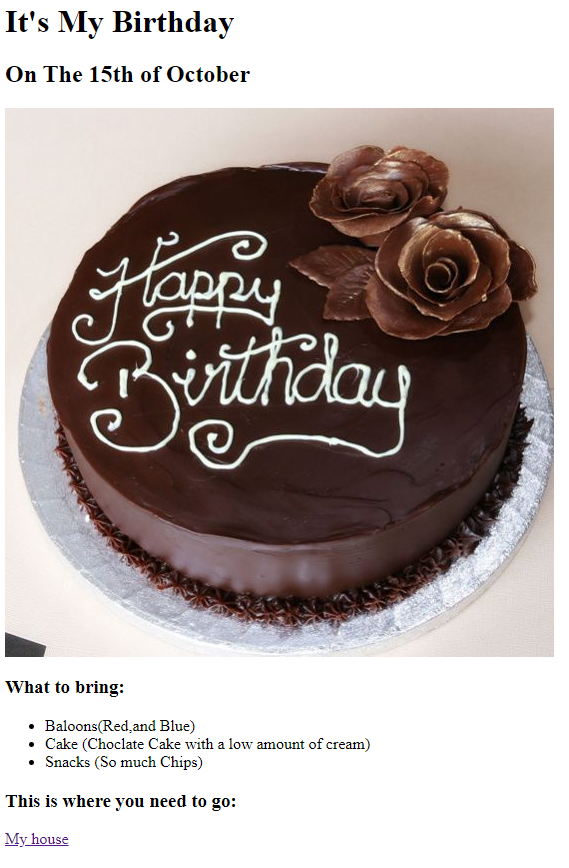 It's My Birthday
On The 15th of October
Happy
Birthday
What to bring:
Baloons(Red,and Blue)
Cake (Choclate Cake with a low amount of cream)
Snacks (So much Chips)
This is where you need to go:
My house